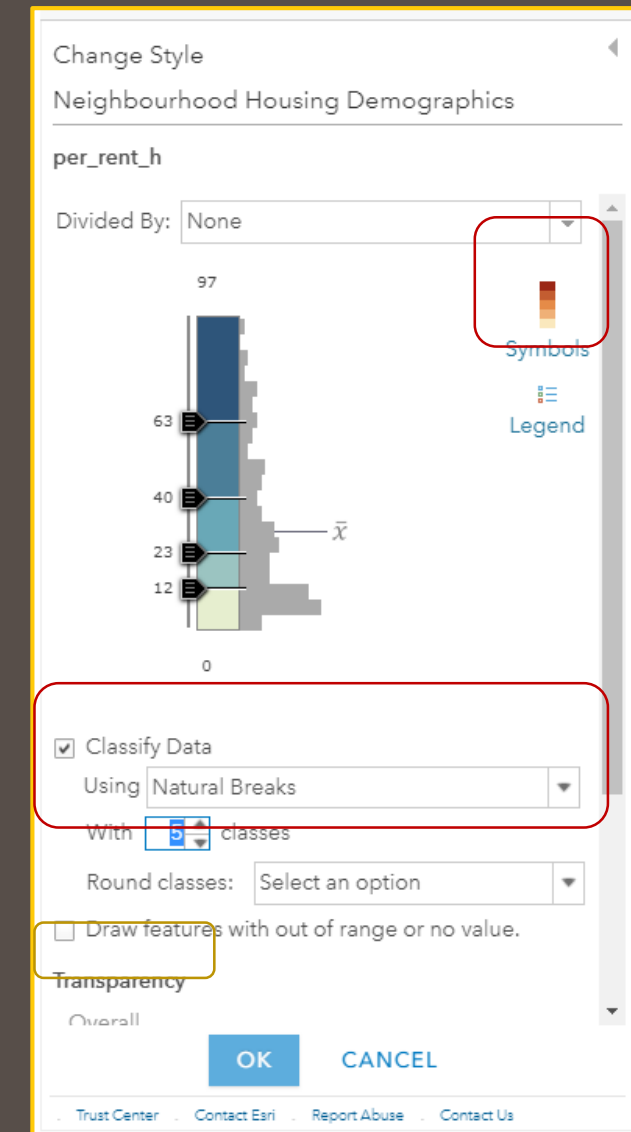 Change Style
Neighbourhood Housing Demographics
per_rent_h
Divided By: None
97
Symbols
Legend
63
40
x̄
23
12
0
Classify Data
Using Natural Breaks
With 5 classes
Round classes: Select an option
Draw features with out of range or no value.
Transparency
Overall
OK CANCEL
. Trust Center . Contact Esri . Report Abuse . Contact Us